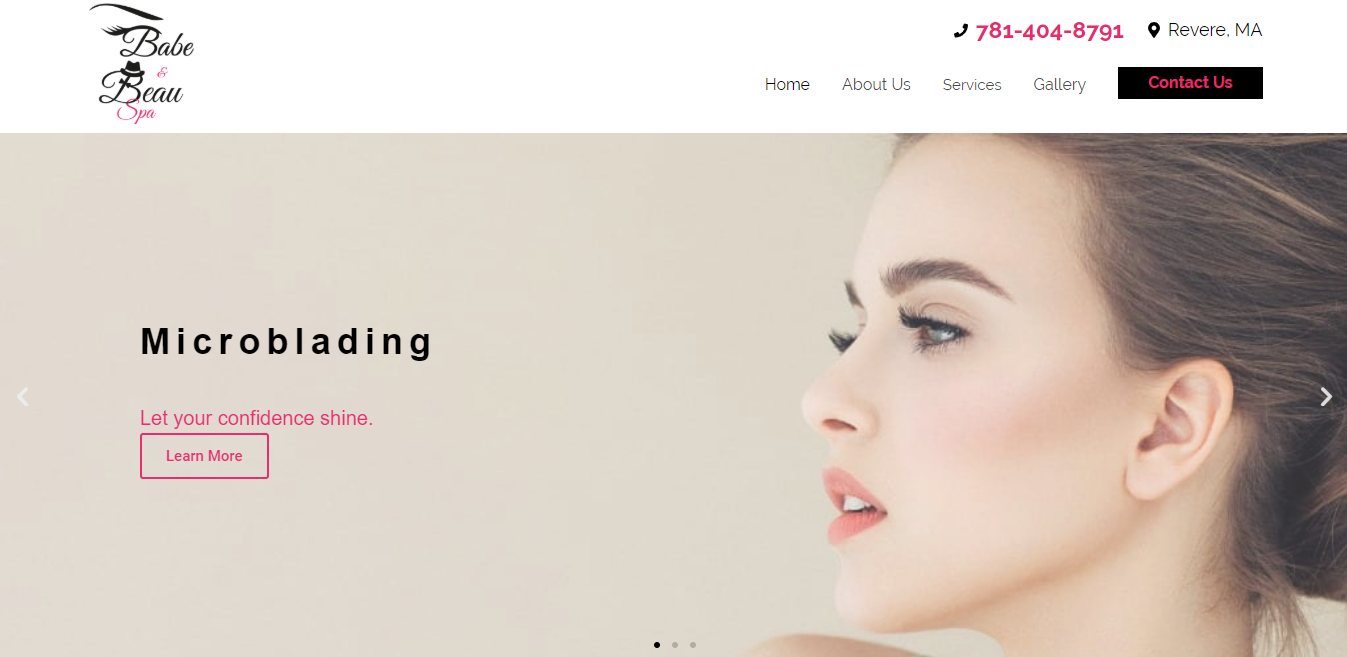 Babe
&
Beau
Spa
781-404-8791
Revere, MA
Home
About Us
Services
Gallery
Contact Us
Microblading
Let your confidence shine.
Learn More